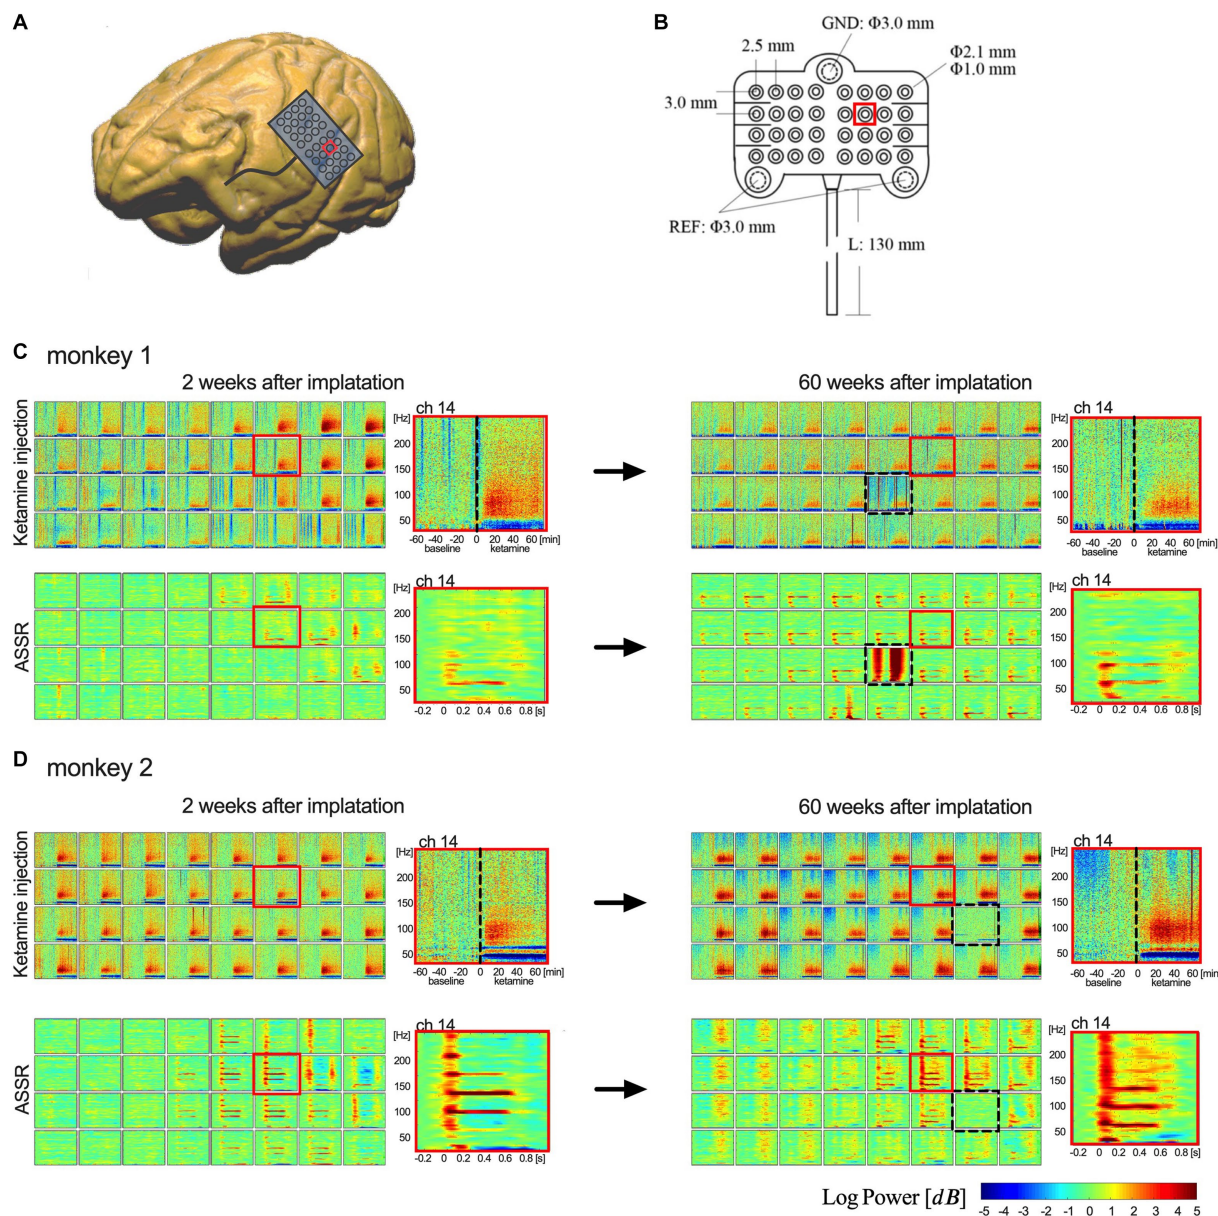 A
B
GND: Φ3.0 mm
2.5 mm
Φ2.1 mm
Φ1.0 mm
3.0 mm
REF: Φ3.0 mm
L: 130 mm
C monkey 1
2 weeks after implatation
60 weeks after implatation
Ketamine injection
ch 14
[Hz]
200
150
100
50
-60 -40 -20 0 20 40 60 [min]
baseline ketamine
ch 14
[Hz]
200
150
100
50
-60 -40 -20 0 20 40 60 [min]
baseline ketamine
ASSR
ch 14
[Hz]
200
150
100
50
-0.2 0 0.2 0.4 0.6 0.8 [s]
ch 14
[Hz]
200
150
100
50
-0.2 0 0.2 0.4 0.6 0.8 [s]
D monkey 2
2 weeks after implatation
60 weeks after implatation
Ketamine injection
ch 14
[Hz]
200
150
100
50
-60 -40 -20 0 20 40 60 [min]
baseline ketamine
ch 14
[Hz]
200
150
100
50
-60 -40 -20 0 20 40 60 [min]
baseline ketamine
ASSR
ch 14
[Hz]
200
150
100
50
-0.2 0 0.2 0.4 0.6 0.8 [s]
ch 14
[Hz]
200
150
100
50
-0.2 0 0.2 0.4 0.6 0.8 [s]
Log Power [dB]
-5 -4 -3 -2 -1 0 1 2 3 4 5